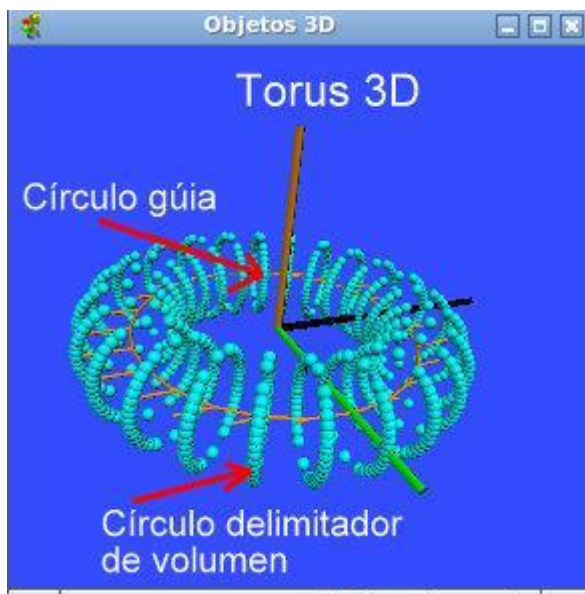 Objetos 3D
Torus 3D
Círculo gúia
Círculo delimitador
de volumen